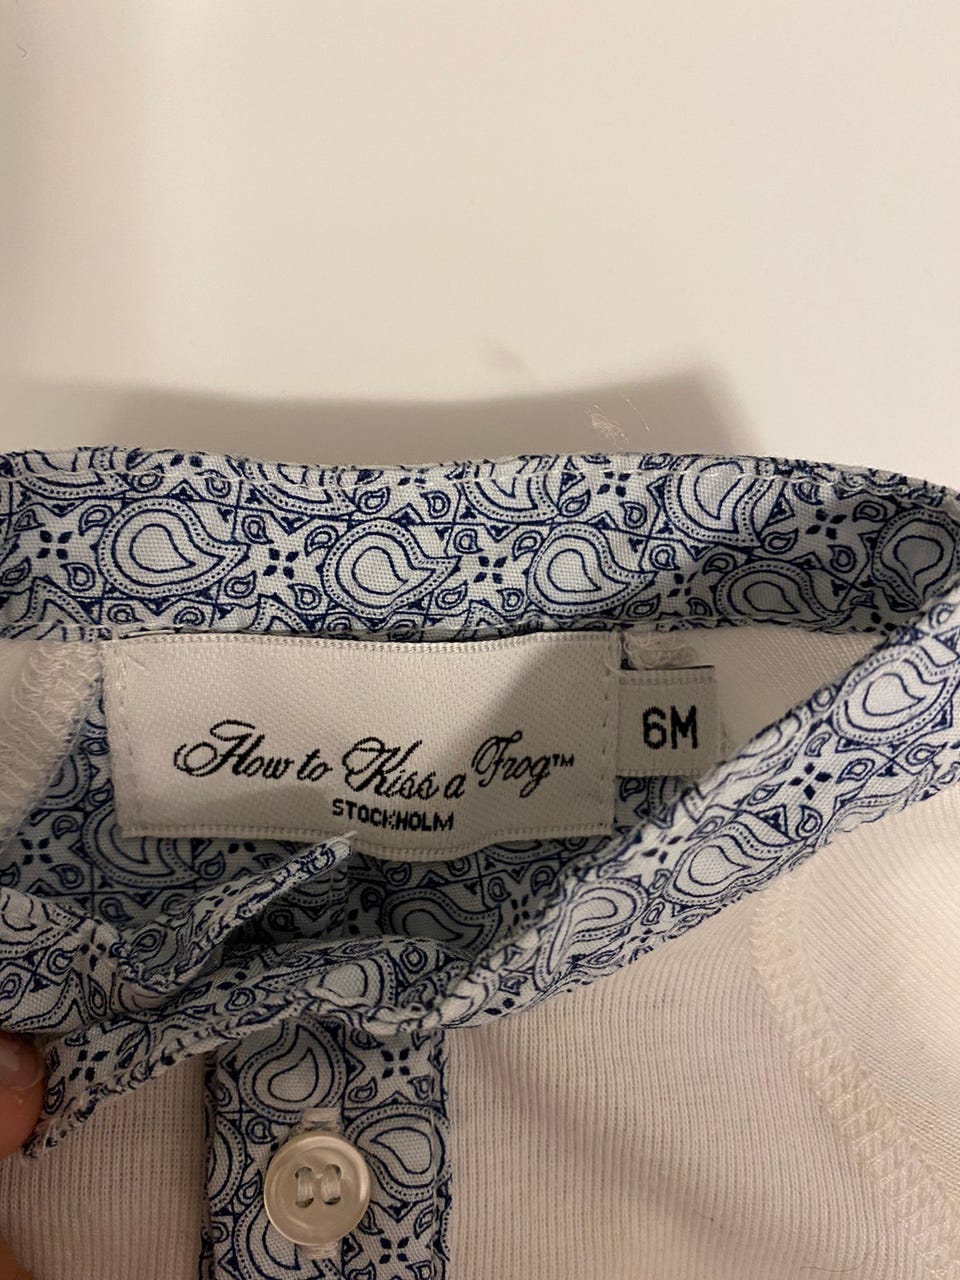 How to Kiss a Frog™
STOCKHOLM
6M